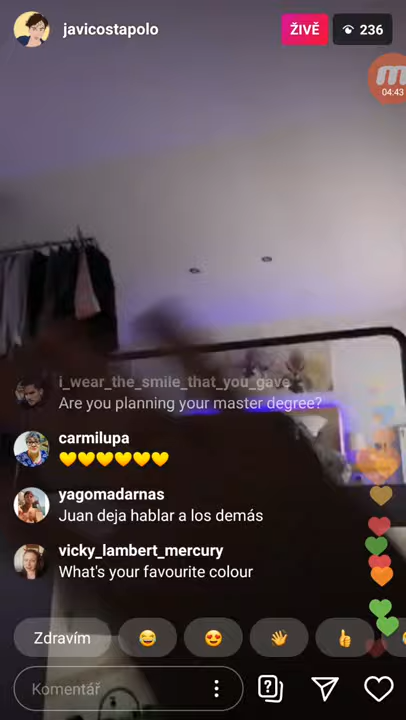 javicostapolo
ŽIVĚ
236
04:43
i_wear_the_smile_that_you_gave
Are you planning your master degree?
carmilupa
💛💛💛💛💛💛
yagomadarnas
Juan deja hablar a los demás
vicky_lambert_mercury
What's your favourite colour
Zdravím
Komentář